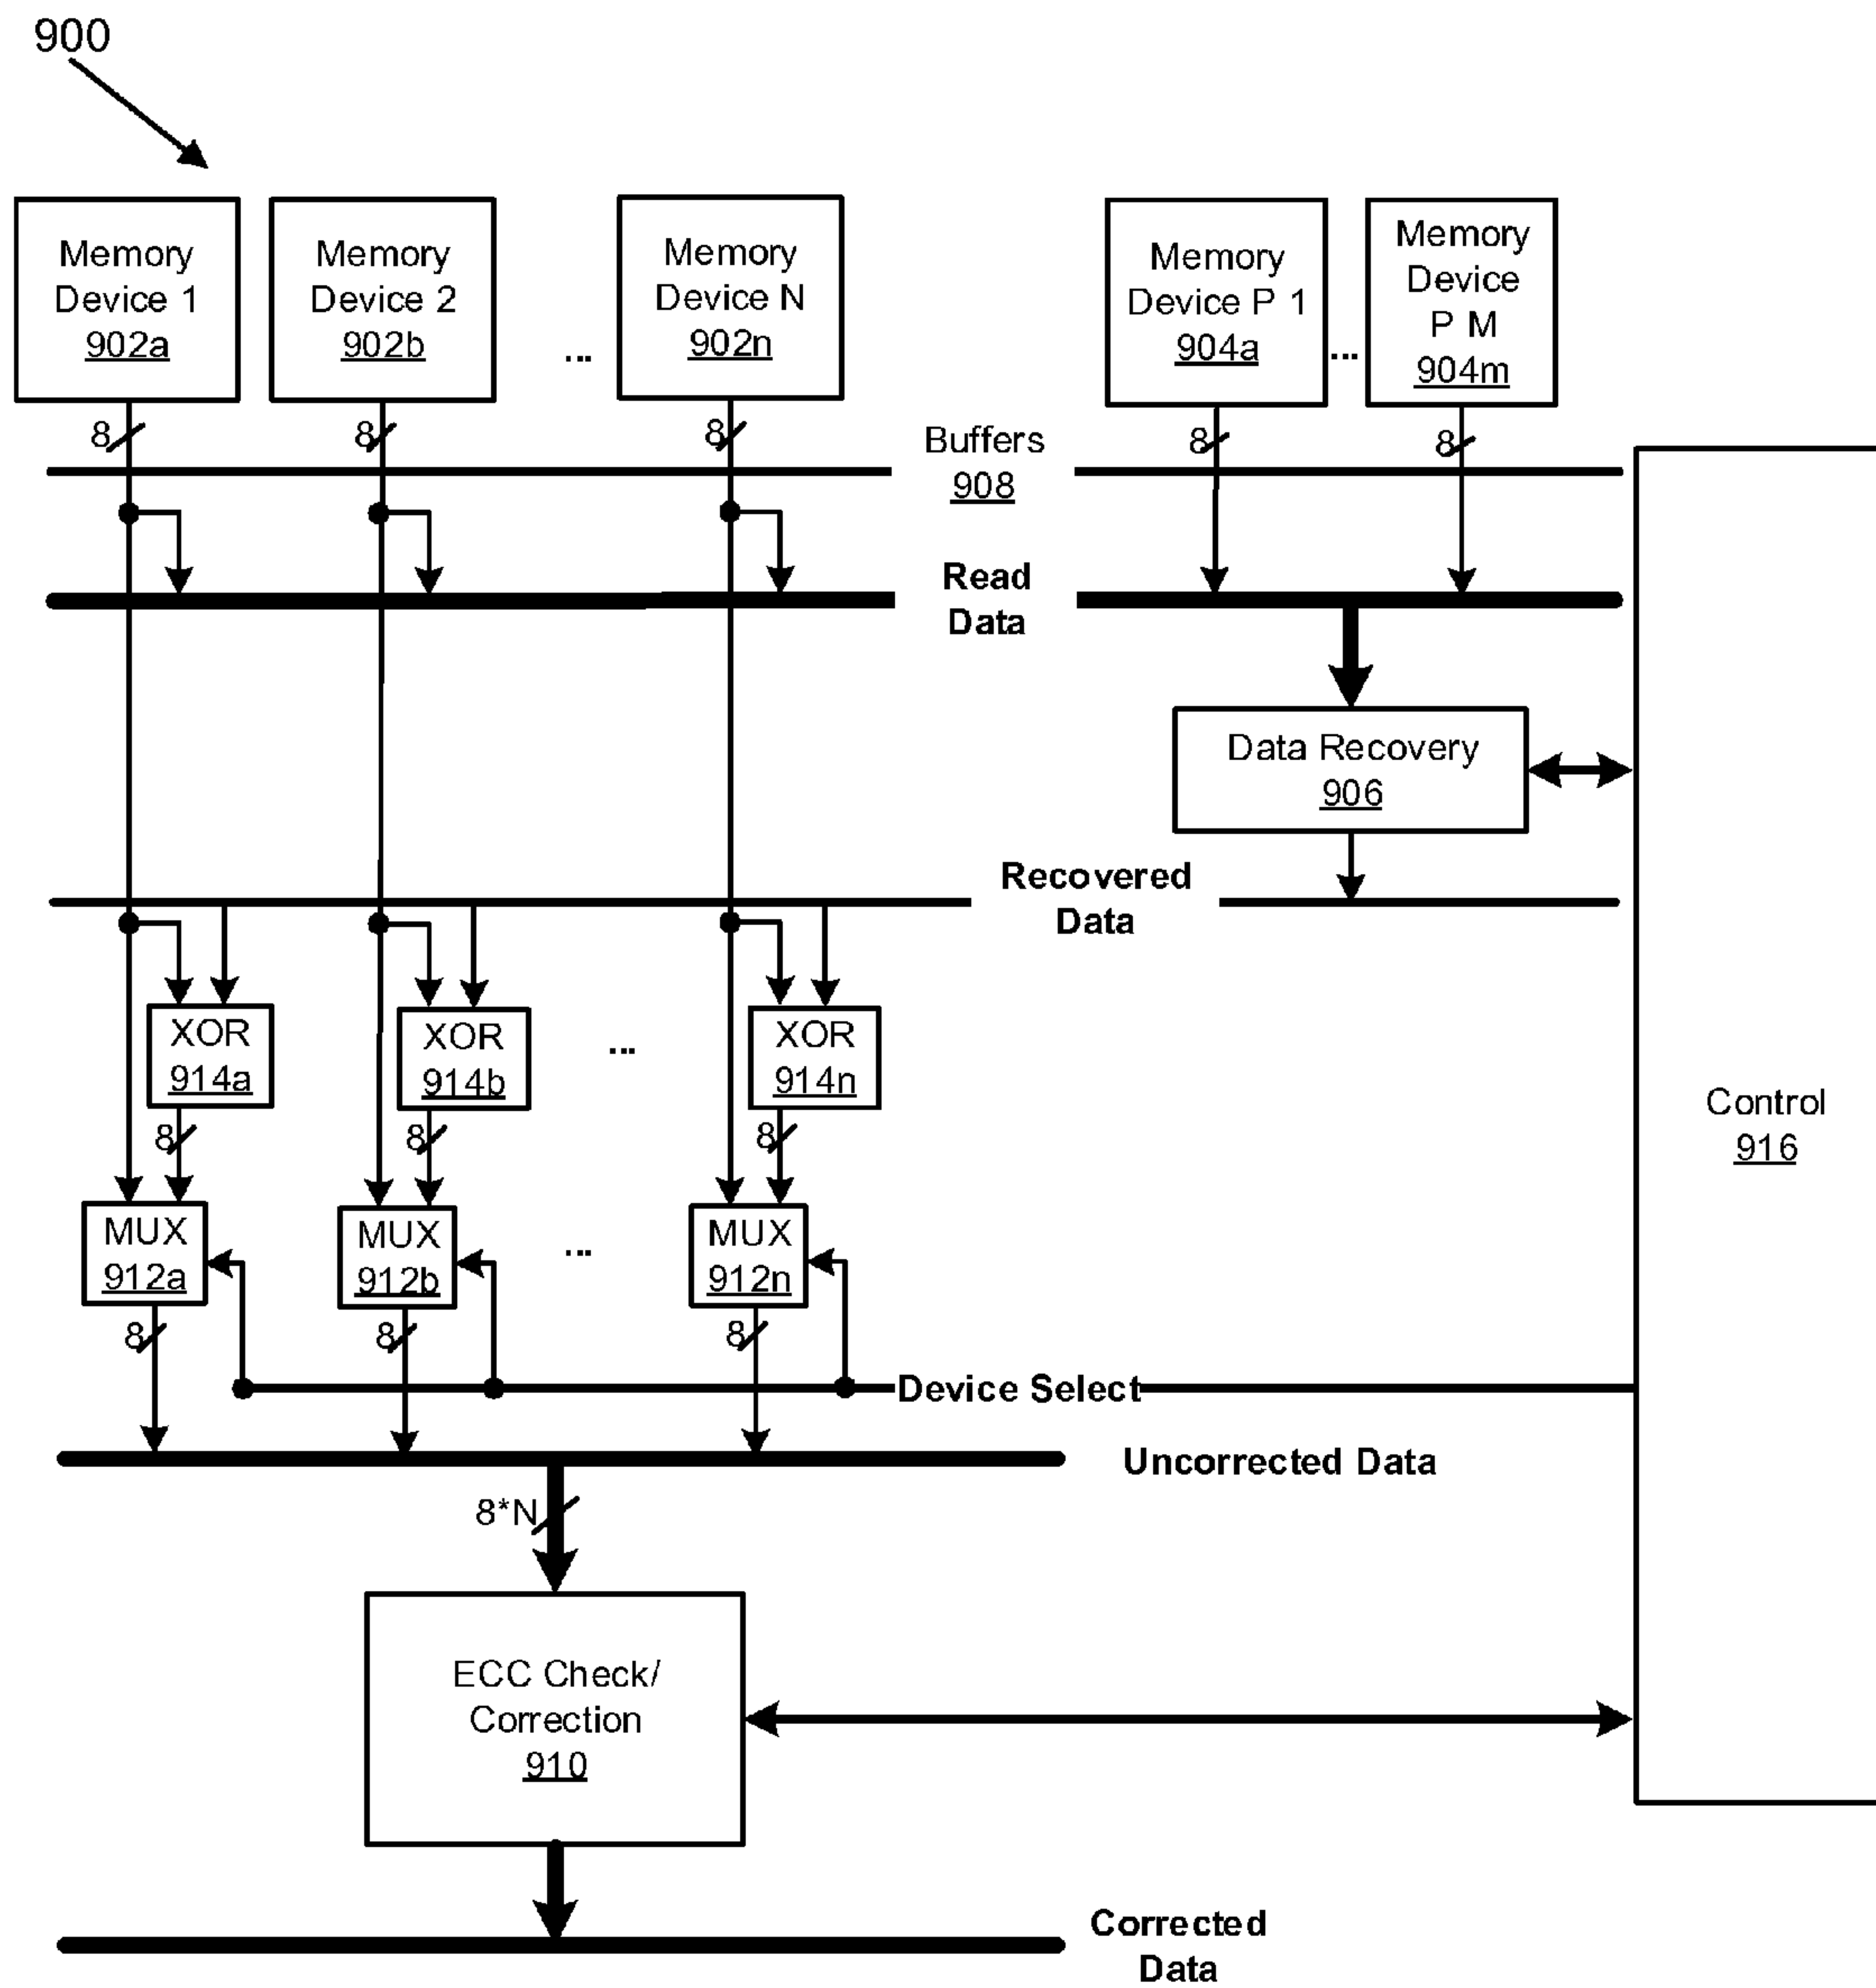 900
Memory
Device 1
902a
Memory
Device 2
902b
...
Memory
Device N
902n
Memory
Device P 1
904a
...
Memory
Device
P M
904m
8
8
8
8
8
Buffers
908
Read
Data
Data Recovery
906
Recovered
Data
XOR
914a
XOR
914b
...
XOR
914n
Control
916
8
8
8
MUX
912a
MUX
912b
...
MUX
912n
8
8
8
Device Select
Uncorrected Data
8*N
ECC Check/
Correction
910
Corrected
Data